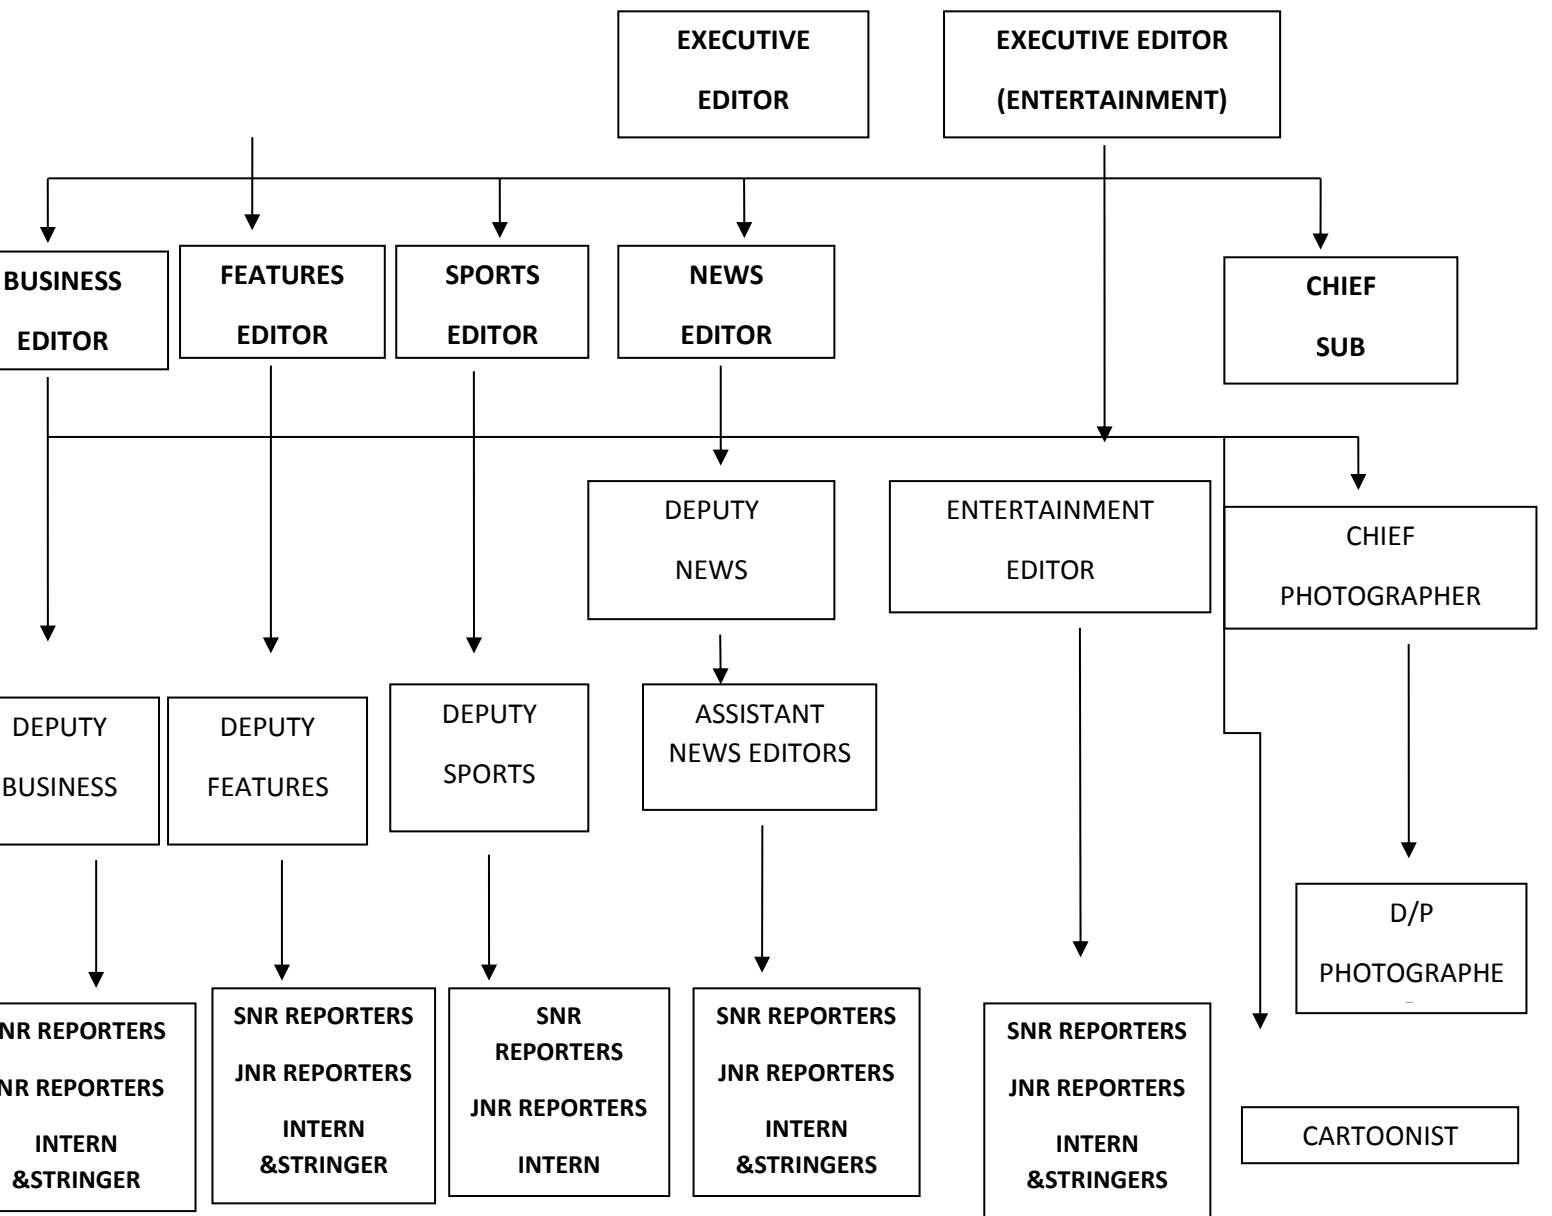 EXECUTIVE
EDITOR
EXECUTIVE EDITOR
(ENTERTAINMENT)
BUSINESS
EDITOR
FEATURES
EDITOR
SPORTS
EDITOR
NEWS
EDITOR
CHIEF
SUB
DEPUTY
NEWS
ENTERTAINMENT
EDITOR
CHIEF
PHOTOGRAPHER
DEPUTY
BUSINESS
DEPUTY
FEATURES
DEPUTY
SPORTS
ASSISTANT
NEWS EDITORS
D/P
PHOTOGRAPHE
NR REPORTERS
NR REPORTERS
INTERN
&STRINGER
SNR REPORTERS
JNR REPORTERS
INTERN
&STRINGER
SNR
REPORTERS
JNR REPORTERS
INTERN
SNR REPORTERS
JNR REPORTERS
INTERN
&STRINGERS
SNR REPORTERS
JNR REPORTERS
INTERN
&STRINGERS
CARTOONIST